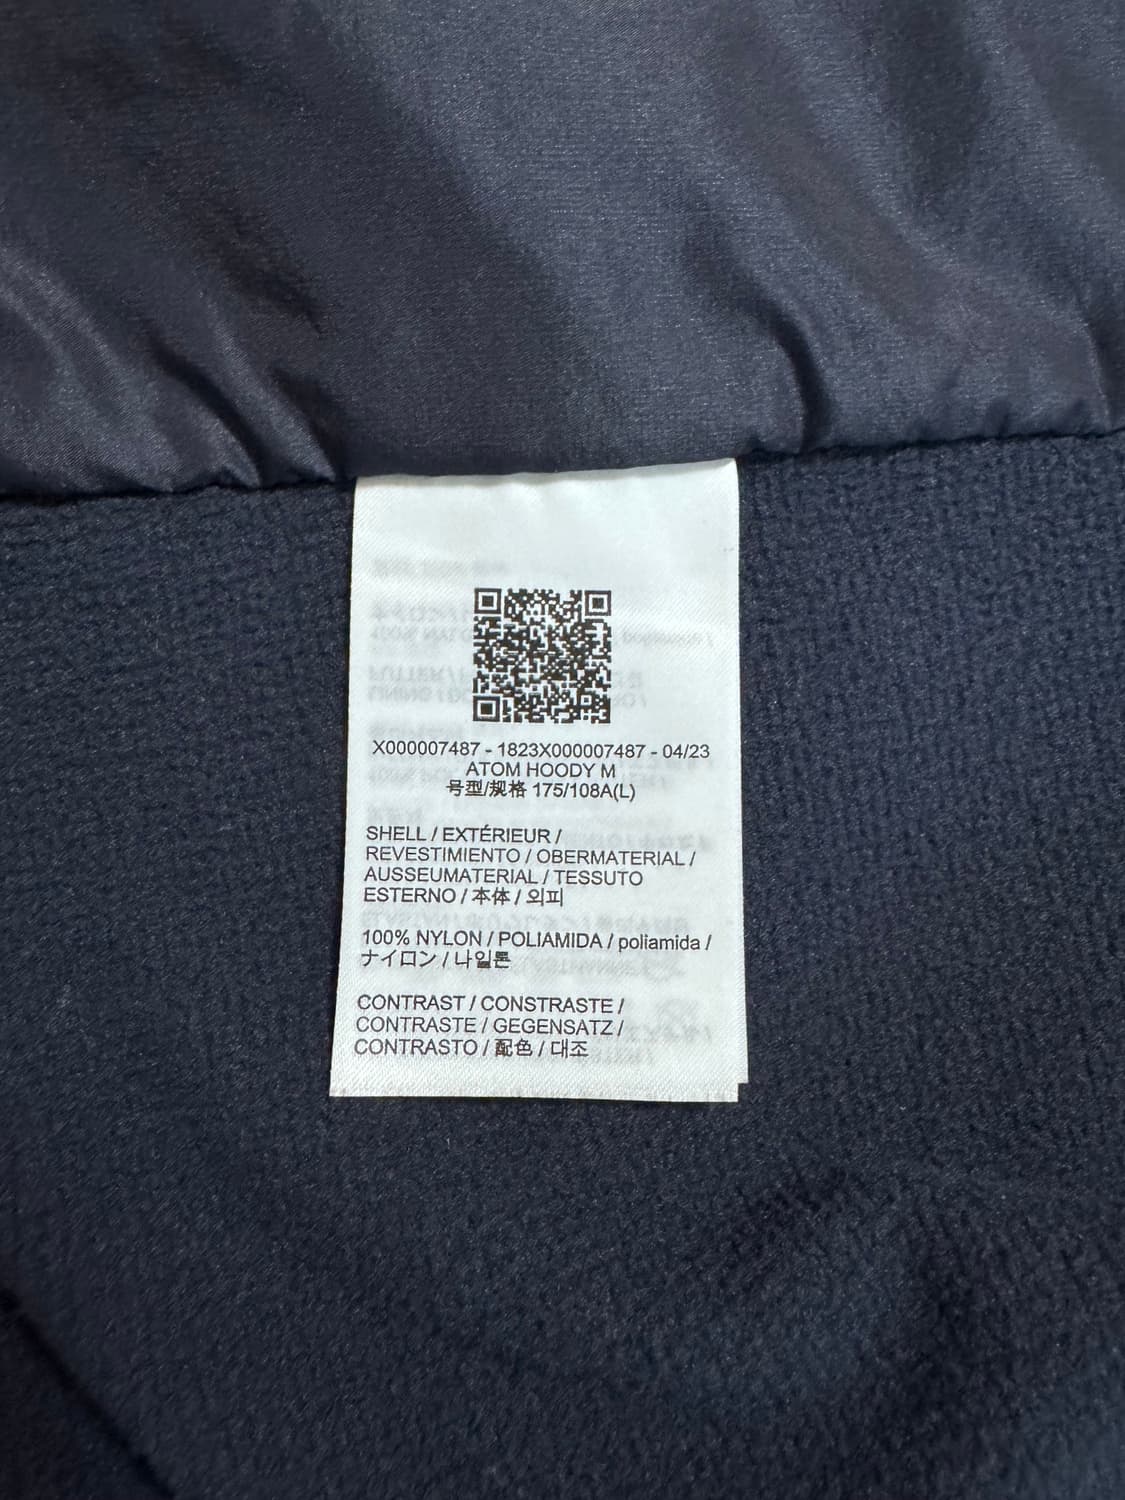 X000007487 - 1823X000007487 - 04/23
ATOM HOODY M
号型/规格 175/108A(L)
SHELL / EXTÉRIEUR /
REVESTIMIENTO / OBERMATERIAL /
AUSSEUMATERIAL / TESSUTO
ESTERNO / 本体 / 외피
100% NYLON / POLIAMIDA / poliamida /
ナイロン / 나일론
CONTRAST / CONSTRASTE /
CONTRASTE / GEGENSATZ /
CONTRASTO / 配色 / 대조